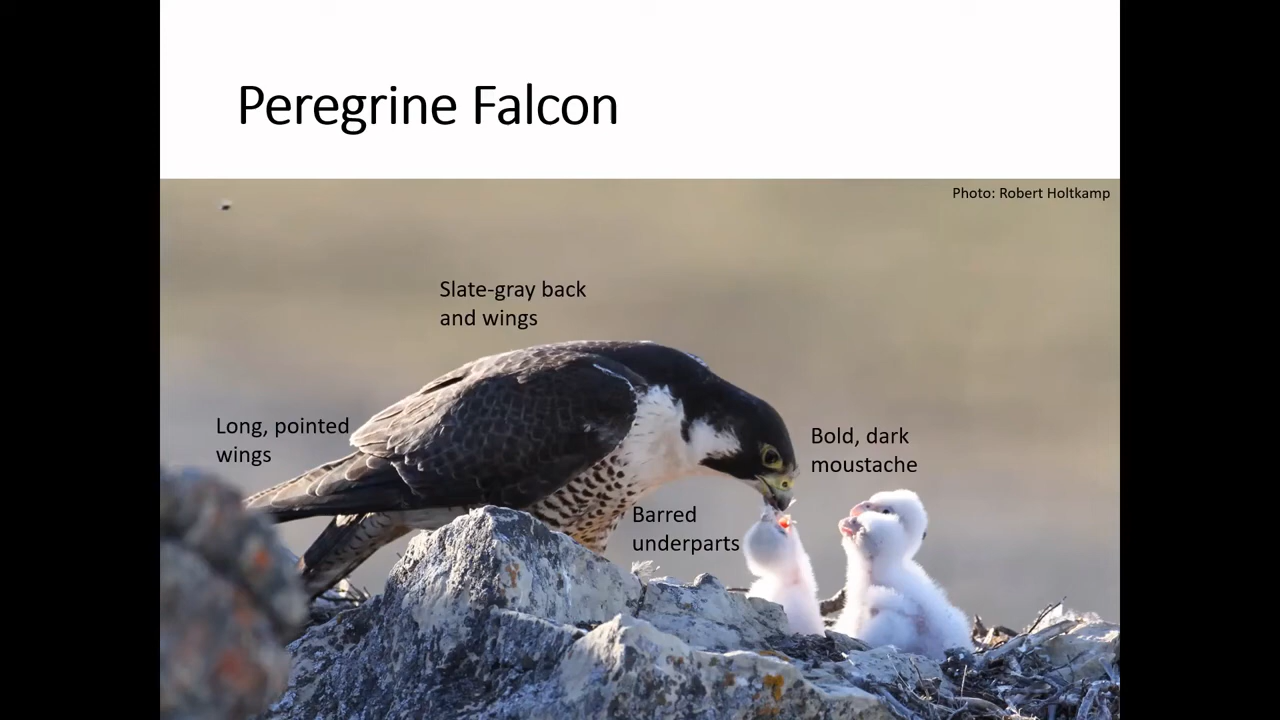 Peregrine Falcon
Photo: Robert Holtkamp
Slate-gray back
and wings
Long, pointed
wings
Bold, dark
moustache
Barred
underparts